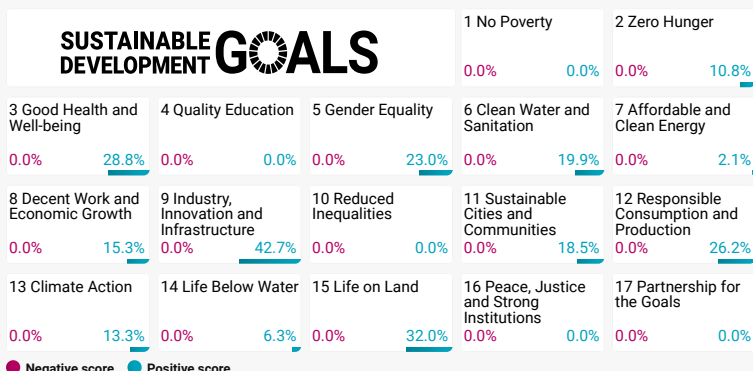 SUSTAINABLE
DEVELOPMENT GOALS
1 No Poverty
0.0% 0.0%
2 Zero Hunger
0.0% 10.8%
3 Good Health and
Well-being
0.0% 28.8%
4 Quality Education
0.0% 0.0%
5 Gender Equality
0.0% 23.0%
6 Clean Water and
Sanitation
0.0% 19.9%
7 Affordable and
Clean Energy
0.0% 2.1%
8 Decent Work and
Economic Growth
0.0% 15.3%
9 Industry,
Innovation and
Infrastructure
0.0% 42.7%
10 Reduced
Inequalities
0.0% 0.0%
11 Sustainable
Cities and
Communities
0.0% 18.5%
12 Responsible
Consumption and
Production
0.0% 26.2%
13 Climate Action
0.0% 13.3%
14 Life Below Water
0.0% 6.3%
15 Life on Land
0.0% 32.0%
16 Peace, Justice
and Strong
Institutions
0.0% 0.0%
17 Partnership for
the Goals
0.0% 0.0%
Negative score Positive score